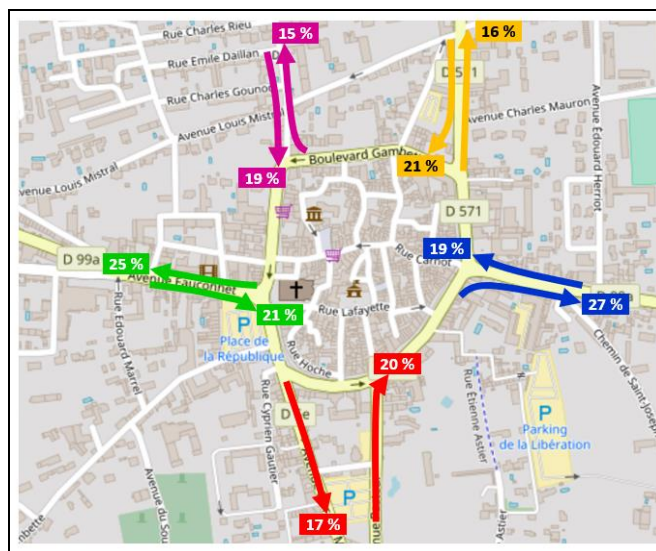 Rue Charles Rieu
15 %
16 %
Rue Emile Daillan
D 571
Rue Charles Gounod
Avenue Louis Mistral
Avenue Charles Mauron
Avenue Édouard Herriot
Boulevard Gambetta
21 %
19 %
Avenue Louis Mistral
D 571
D 99a
25 %
Rue Carnot
19 %
Avenue Fauconnet
27 %
21 %
Rue Lafayette
P
Place de
la République
Rue Édouard Marrel
Rue Hoche
20 %
Chemin de Saint-Joseph
Rue Cyprien Gautier
Rue Étienne Astier
P
Parking
de la Libération
P
17 %
Avenue du
Astier